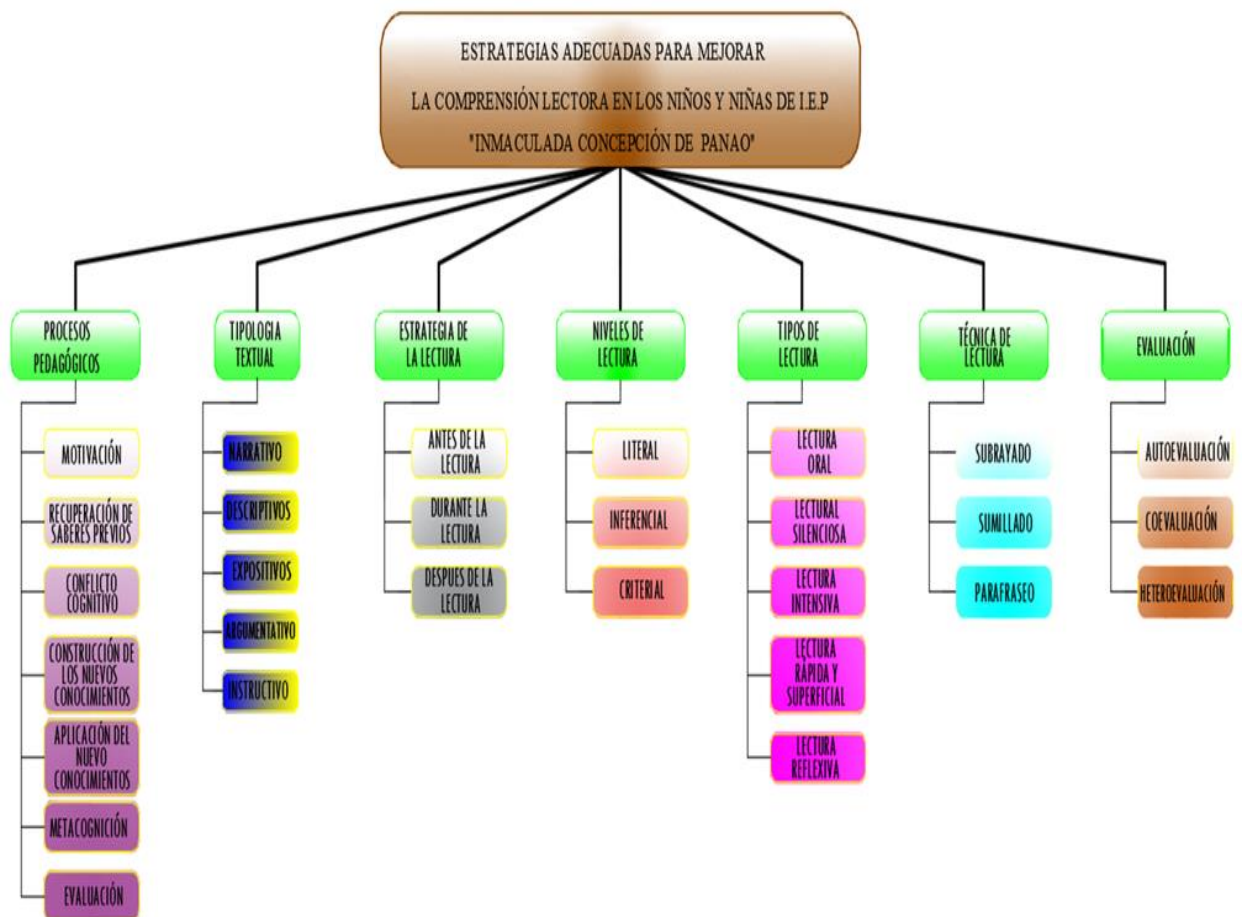 ESTRATEGIAS ADECUADAS PARA MEJORAR
LA COMPRENSIÓN LECTORA EN LOS NIÑOS Y NIÑAS DE I.E.P
"INMACULADA CONCEPCIÓN DE PANAO"
PROCESOS
PEDAGÓGICOS
MOTIVACIÓN
RECUPERACIÓN DE
SABERES PREVIOS
CONFLICTO
COGNITIVO
CONSTRUCCIÓN DE
LOS NUEVOS
CONOCIMIENTOS
APLICACIÓN DEL
NUEVO
CONOCIMIENTOS
METACOGNICIÓN
EVALUACIÓN
TIPOLOGIA
TEXTUAL
NARRATIVO
DESCRIPTIVOS
EXPOSITIVOS
ARGUMENTATIVO
INSTRUCTIVO
ESTRATEGIA DE
LA LECTURA
ANTES DE LA
LECTURA
DURANTE LA
LECTURA
DESPUES DE LA
LECTURA
NIVELES DE
LECTURA
LITERAL
INFERENCIAL
CRITERIAL
TIPOS DE
LECTURA
LECTURA
ORAL
LECTURAL
SILENCIOSA
LECTURA
INTENSIVA
LECTURA
RÁPIDA Y
SUPERFICIAL
LECTURA
REFLEXIVA
TÉCNICA DE
LECTURA
SUBRAYADO
SUMILLADO
PARAFRASEO
EVALUACIÓN
AUTOEVALUACIÓN
COEVALUACIÓN
HETEROEVALUACIÓN